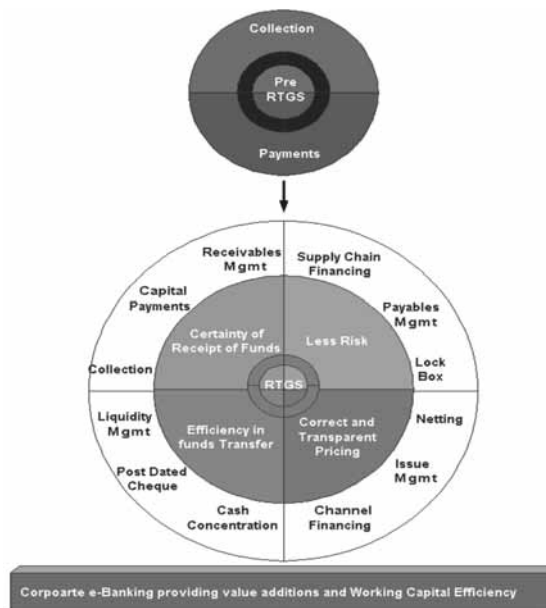 Collection
Pre
RTGS
Payments
Receivables
Mgmt
Supply Chain
Financing
Capital
Payments
Payables
Mgmt
Certainty of
Receipt of Funds
Less Risk
Collection
Lock
Box
RTGS
Liquidity
Mgmt
Efficiency in
funds Transfer
Correct and
Transparent
Pricing
Netting
Post Dated
Cheque
Issue
Mgmt
Cash
Concentration
Channel
Financing
Corpoarte e-Banking providing value additions and Working Capital Efficiency